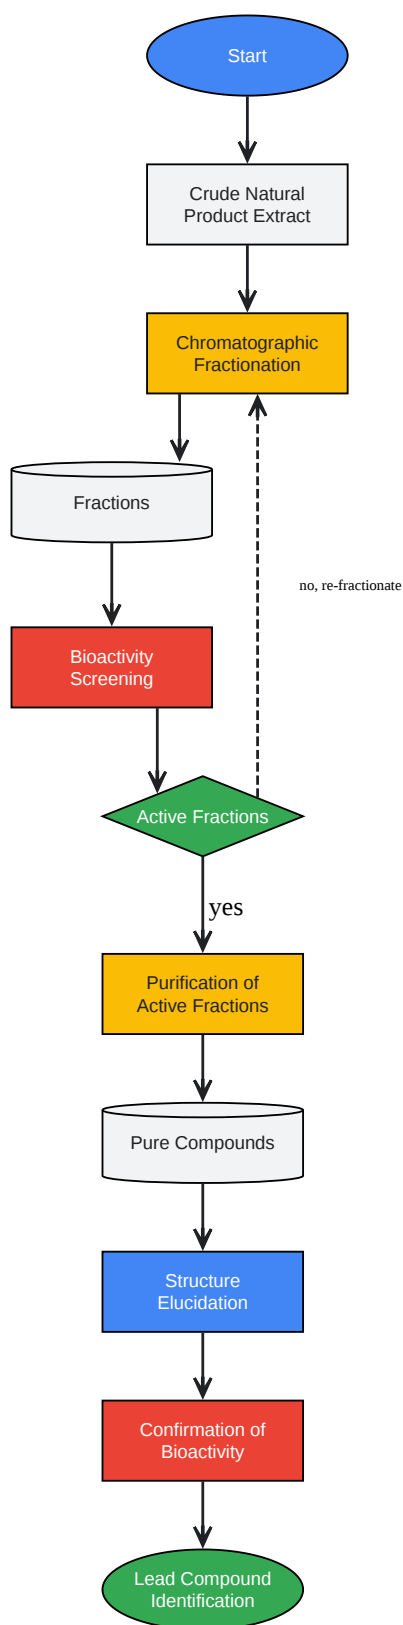 Start
Crude Natural
Product Extract
Chromatographic
Fractionation
Fractions
no, re-fractionate
Bioactivity
Screening
Active Fractions
yes
Purification of
Active Fractions
Pure Compounds
Structure
Elucidation
Confirmation of
Bioactivity
Lead Compound
Identification